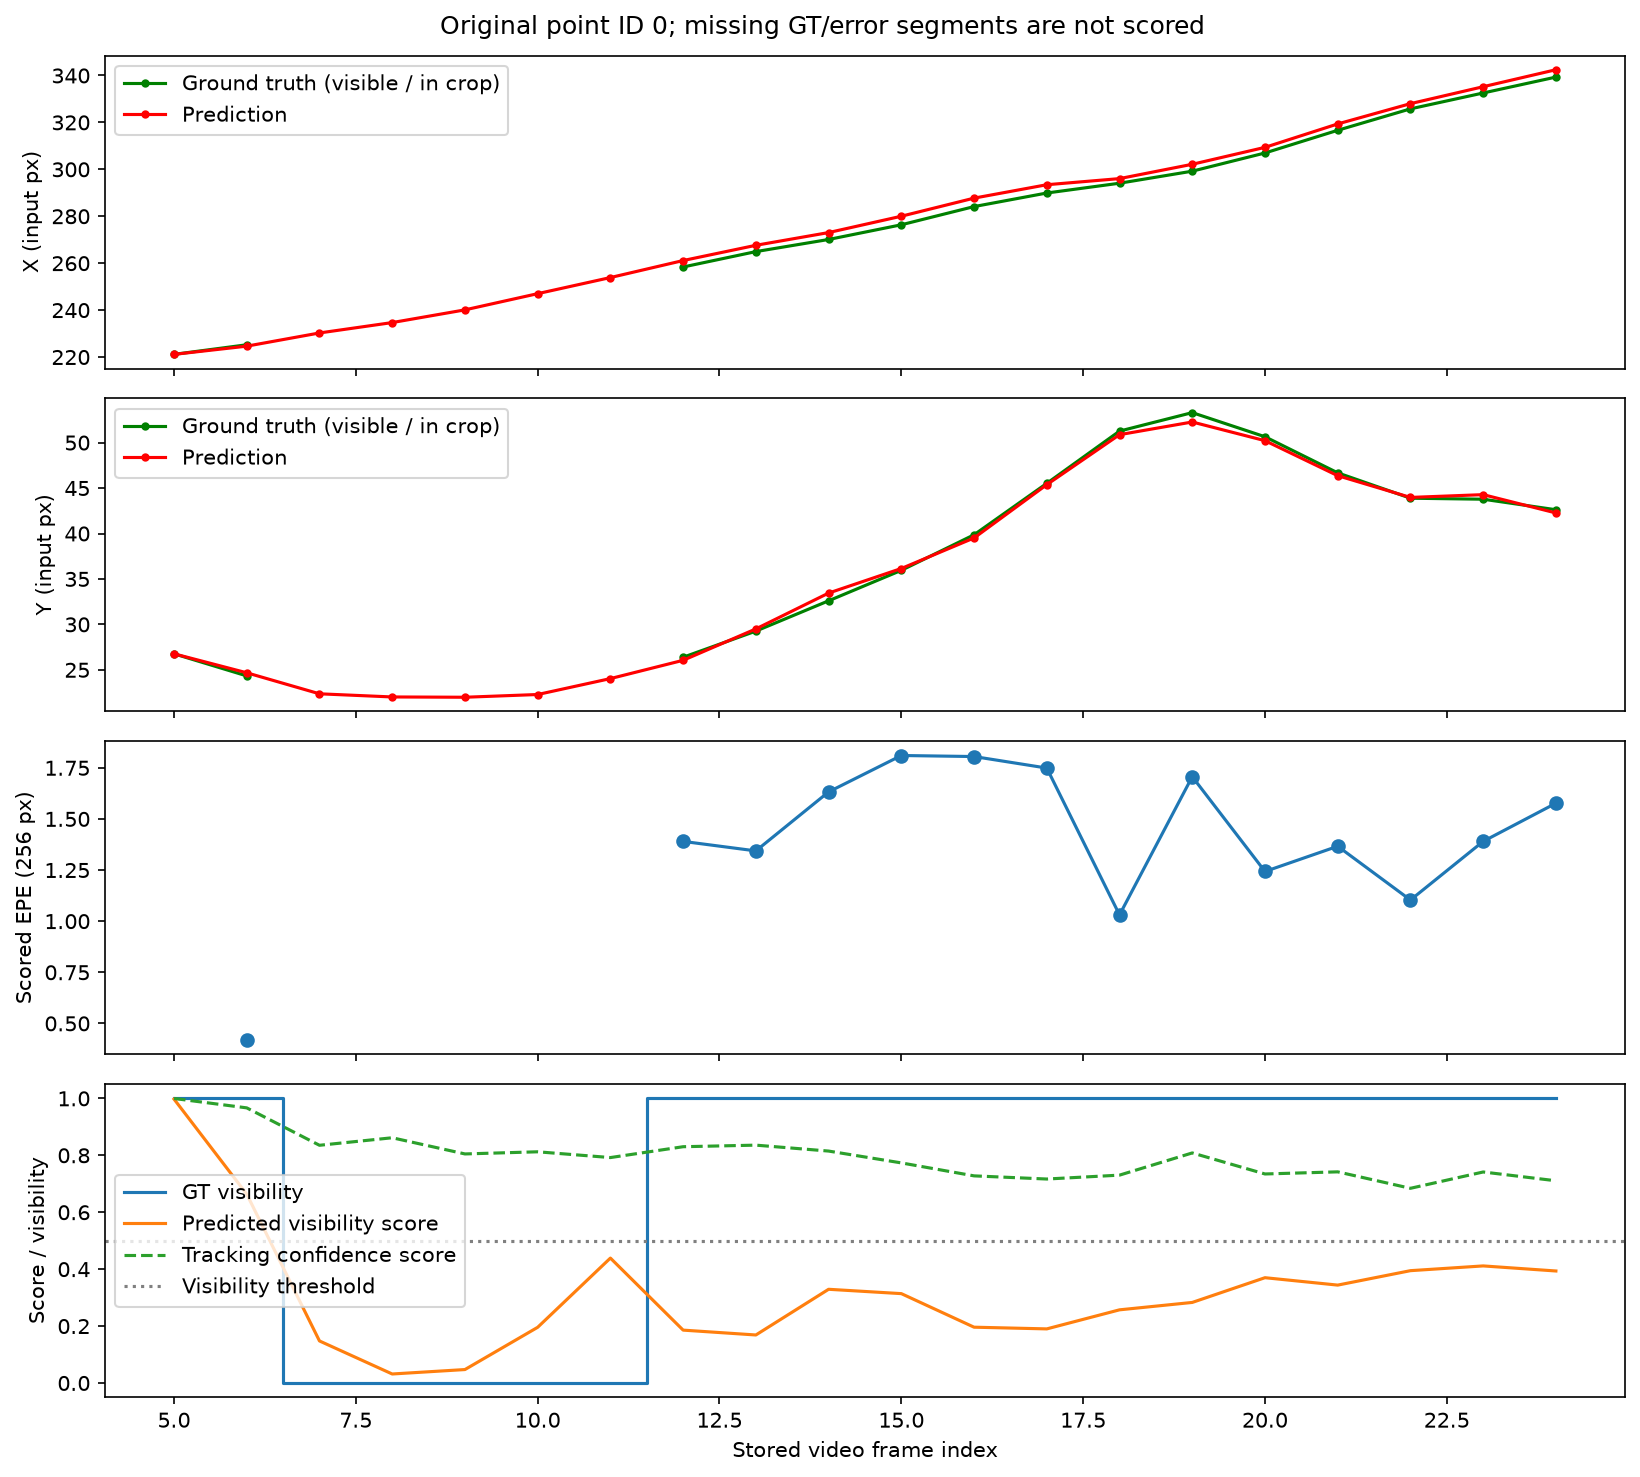 Original point ID 0; missing GT/error segments are not scored
340
320
300
280
260
240
220
X (input px)
Ground truth (visible / in crop)
Prediction
50
45
40
35
30
25
Y (input px)
Ground truth (visible / in crop)
Prediction
1.75
1.50
1.25
1.00
0.75
0.50
Scored EPE (256 px)
1.0
0.8
0.6
0.4
0.2
0.0
Score / visibility
GT visibility
Predicted visibility score
Tracking confidence score
Visibility threshold
5.0 7.5 10.0 12.5 15.0 17.5 20.0 22.5
Stored video frame index